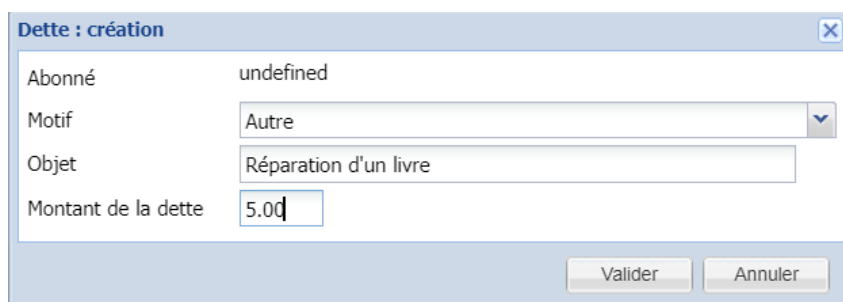 Dette : création
Abonné undefined
Motif Autre
Objet Réparation d'un livre
Montant de la dette 5.00
Valider Annuler